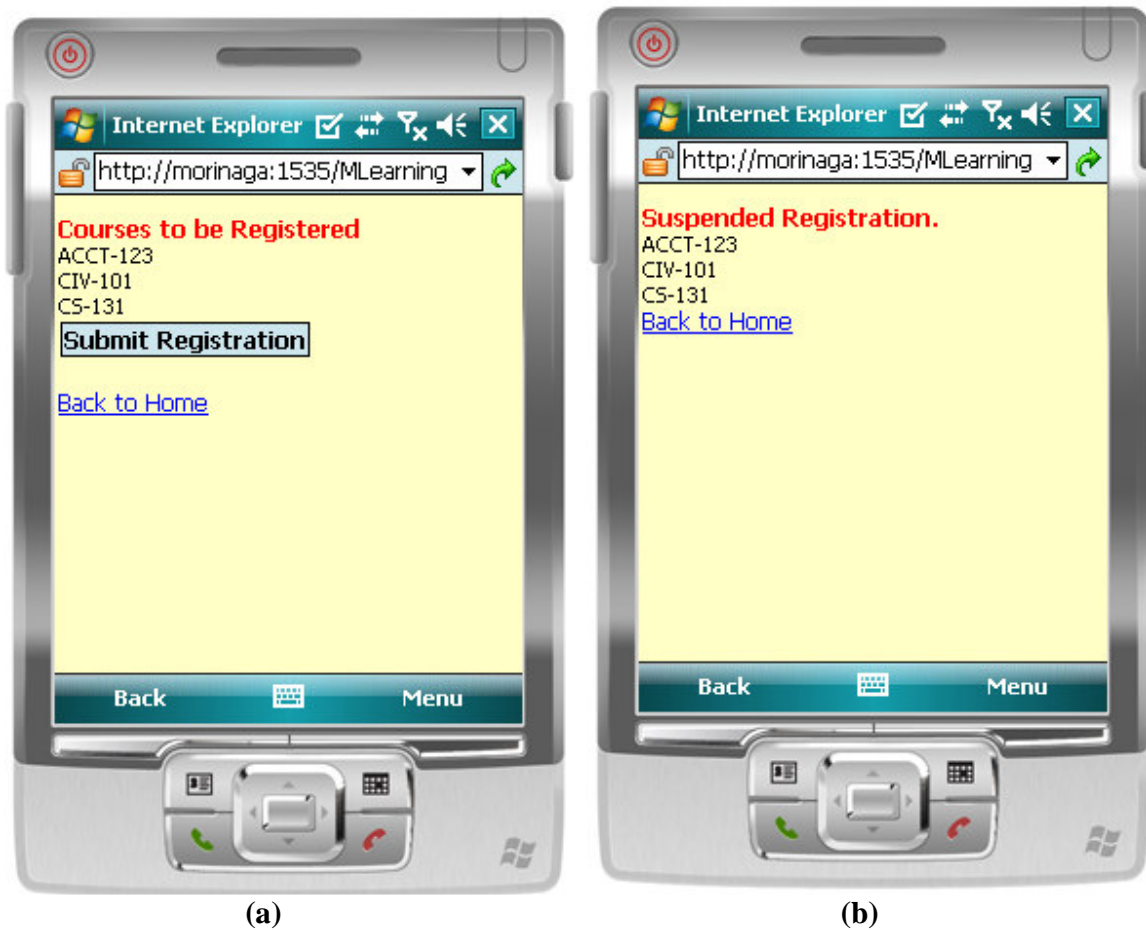 Internet Explorer
http://morinaga:1535/MLearning
Courses to be Registered
ACCT-123
CIV-101
CS-131
Submit Registration
Back to Home
Back Menu
(a)
Internet Explorer
http://morinaga:1535/MLearning
Suspended Registration.
ACCT-123
CIV-101
CS-131
Back to Home
Back Menu
(b)